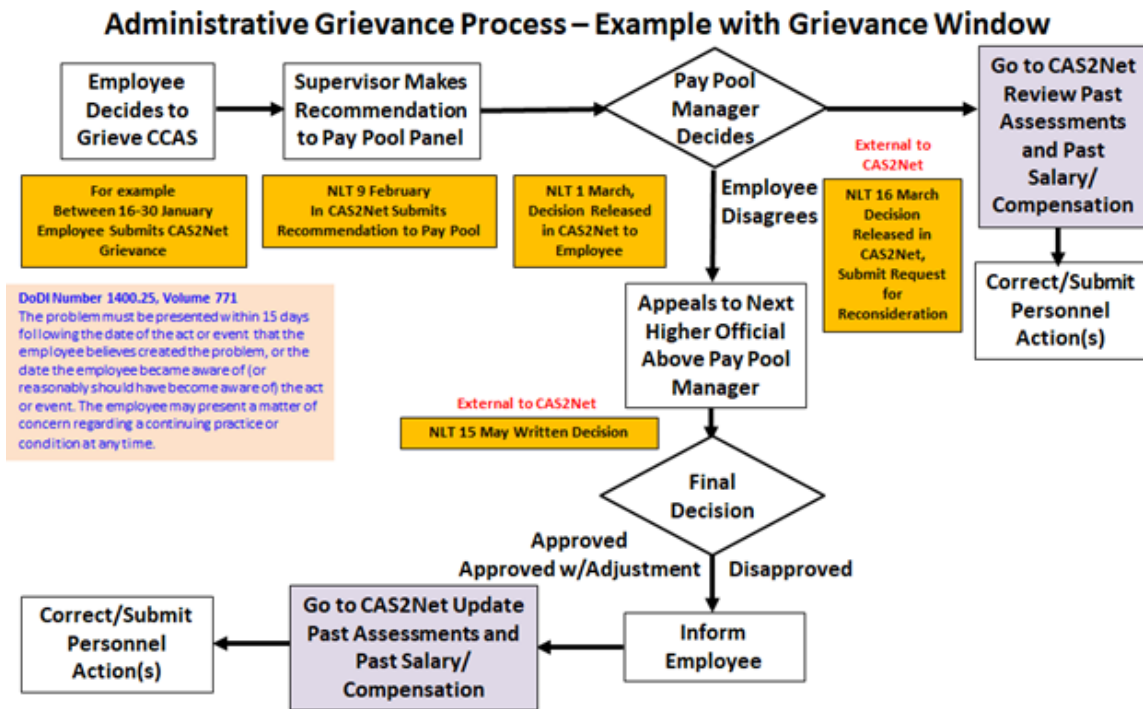 Administrative Grievance Process – Example with Grievance Window
Employee
Decides to
Grieve CCAS
Supervisor Makes
Recommendation
to Pay Pool Panel
Pay Pool
Manager
Decides
Go to CAS2Net
Review Past
Assessments
and Past
Salary/
Compensation
For example
Between 16-30 January
Employee Submits CAS2Net
Grievance
NLT 9 February
In CAS2Net Submits
Recommendation to Pay Pool
NLT 1 March,
Decision Released
in CAS2Net to
Employee
Employee
Disagrees
External to
CAS2Net
NLT 16 March
Decision
Released in
CAS2Net,
Submit Request
for
Reconsideration
Correct/Submit
Personnel
Action(s)
DoDI Number 1400.25, Volume 771
The problem must be presented within 15 days
following the date of the act or event that the
employee believes created the problem, or the
date the employee became aware of (or
reasonably should have become aware of) the act
or event. The employee may present a matter of
concern regarding a continuing practice or
condition at any time.
Appeals to Next
Higher Official
Above Pay Pool
Manager
External to CAS2Net
NLT 15 May Written Decision
Final
Decision
Approved
Approved w/Adjustment
Disapproved
Inform
Employee
Go to CAS2Net Update
Past Assessments and
Past Salary/
Compensation
Correct/Submit
Personnel
Action(s)